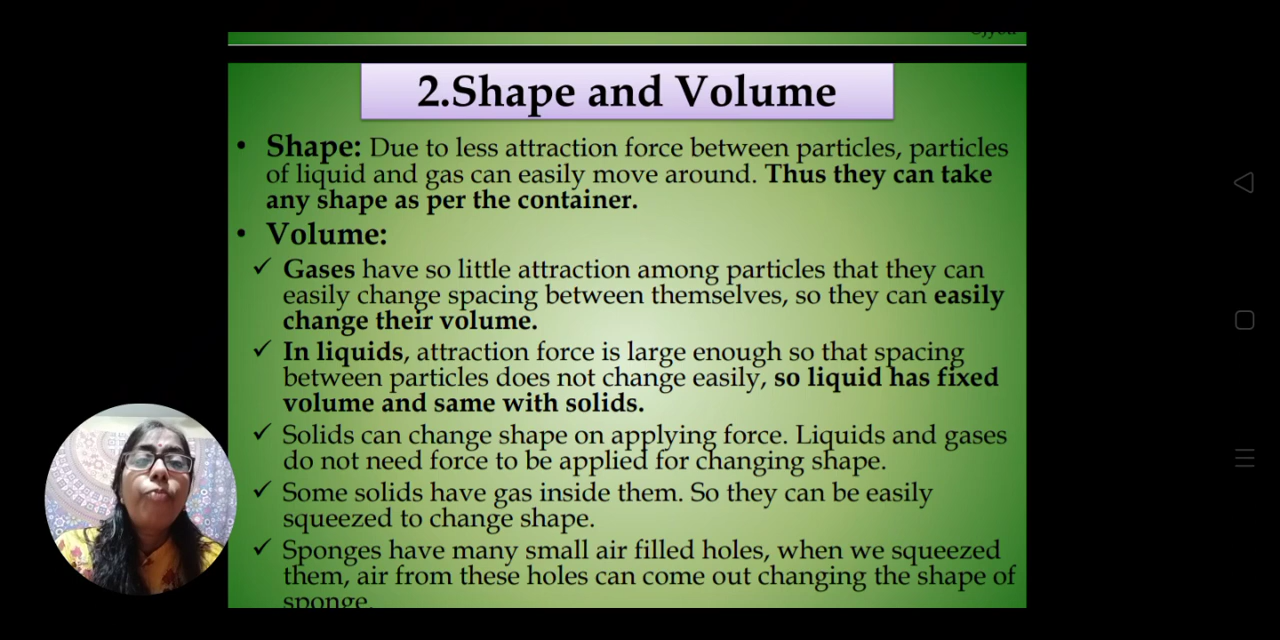 2.Shape and Volume
• Shape: Due to less attraction force between particles, particles
of liquid and gas can easily move around. Thus they can take
any shape as per the container.
• Volume:
✓ Gases have so little attraction among particles that they can
easily change spacing between themselves, so they can easily
change their volume.
✓ In liquids, attraction force is large enough so that spacing
between particles does not change easily, so liquid has fixed
volume and same with solids.
✓ Solids can change shape on applying force. Liquids and gases
do not need force to be applied for changing shape.
✓ Some solids have gas inside them. So they can be easily
squeezed to change shape.
✓ Sponges have many small air filled holes, when we squeezed
them, air from these holes can come out changing the shape of
sponge.